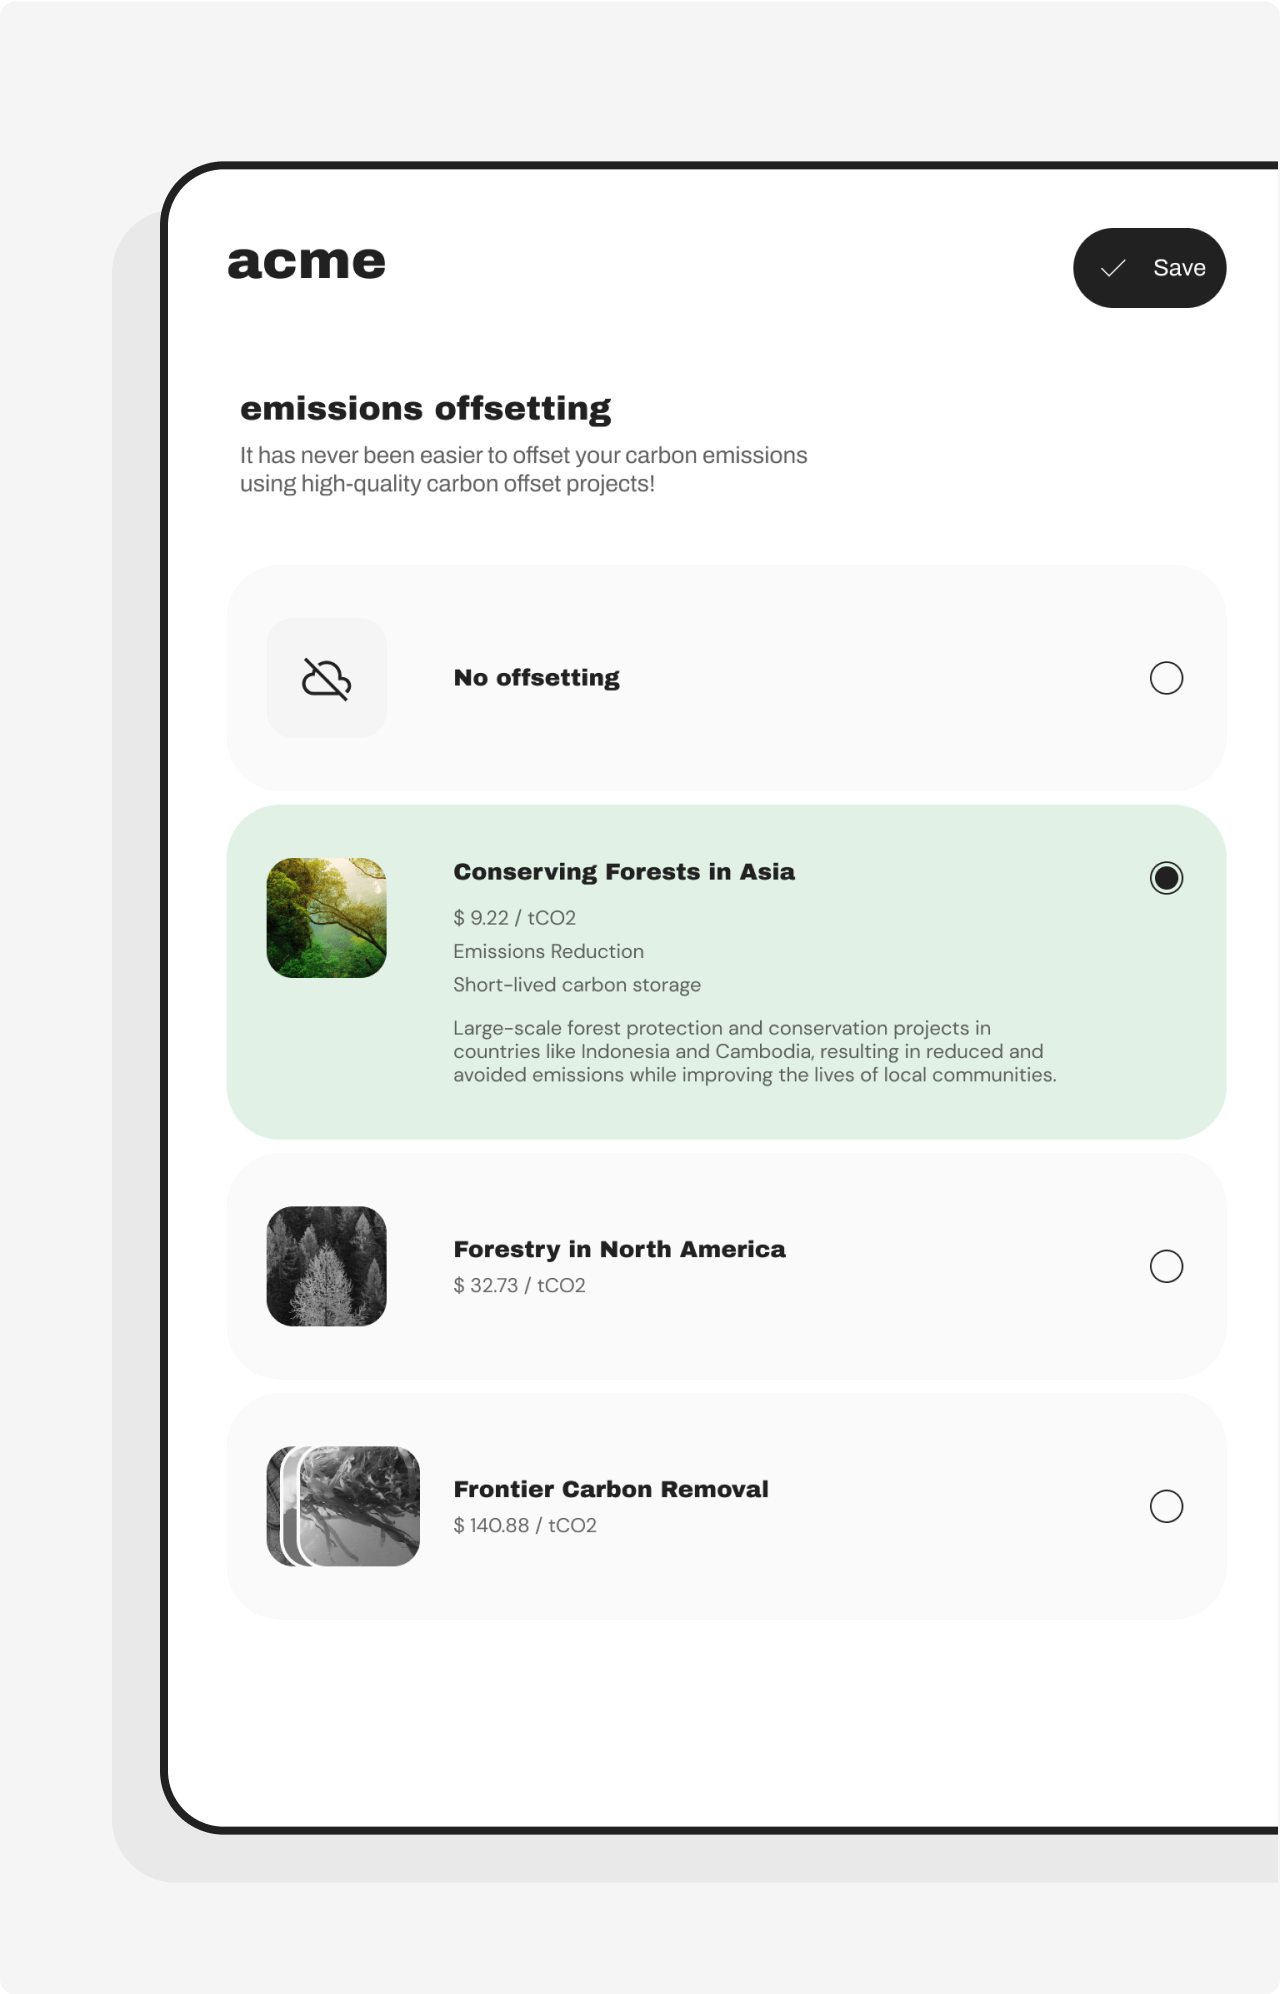 acme
Save
emissions offsetting
It has never been easier to offset your carbon emissions
using high-quality carbon offset projects!
No offsetting
Conserving Forests in Asia
$ 9.22 / tCO2
Emissions Reduction
Short-lived carbon storage
Large-scale forest protection and conservation projects in
countries like Indonesia and Cambodia, resulting in reduced and
avoided emissions while improving the lives of local communities.
Forestry in North America
$ 32.73 / tCO2
Frontier Carbon Removal
$ 140.88 / tCO2